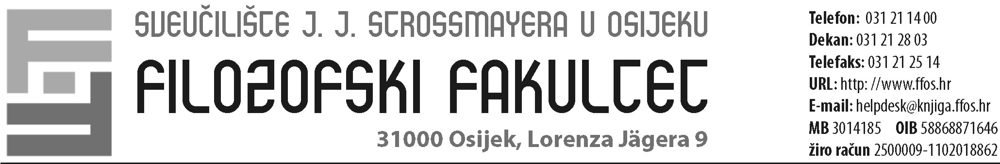 SVEUČILIŠTE J. J. STROSSMAYERA U OSIJEKU
FILOZOFSKI FAKULTET
31000 Osijek, Lorenza Jägera 9
Telefon: 031 21 14 00
Dekan: 031 21 28 03
Telefaks: 031 21 25 14
URL: http: //www.ffos.hr
E-mail: helpdesk@knjiga.ffos.hr
MB 3014185 OIB 58868871646
žiro račun 2500009-1102018862